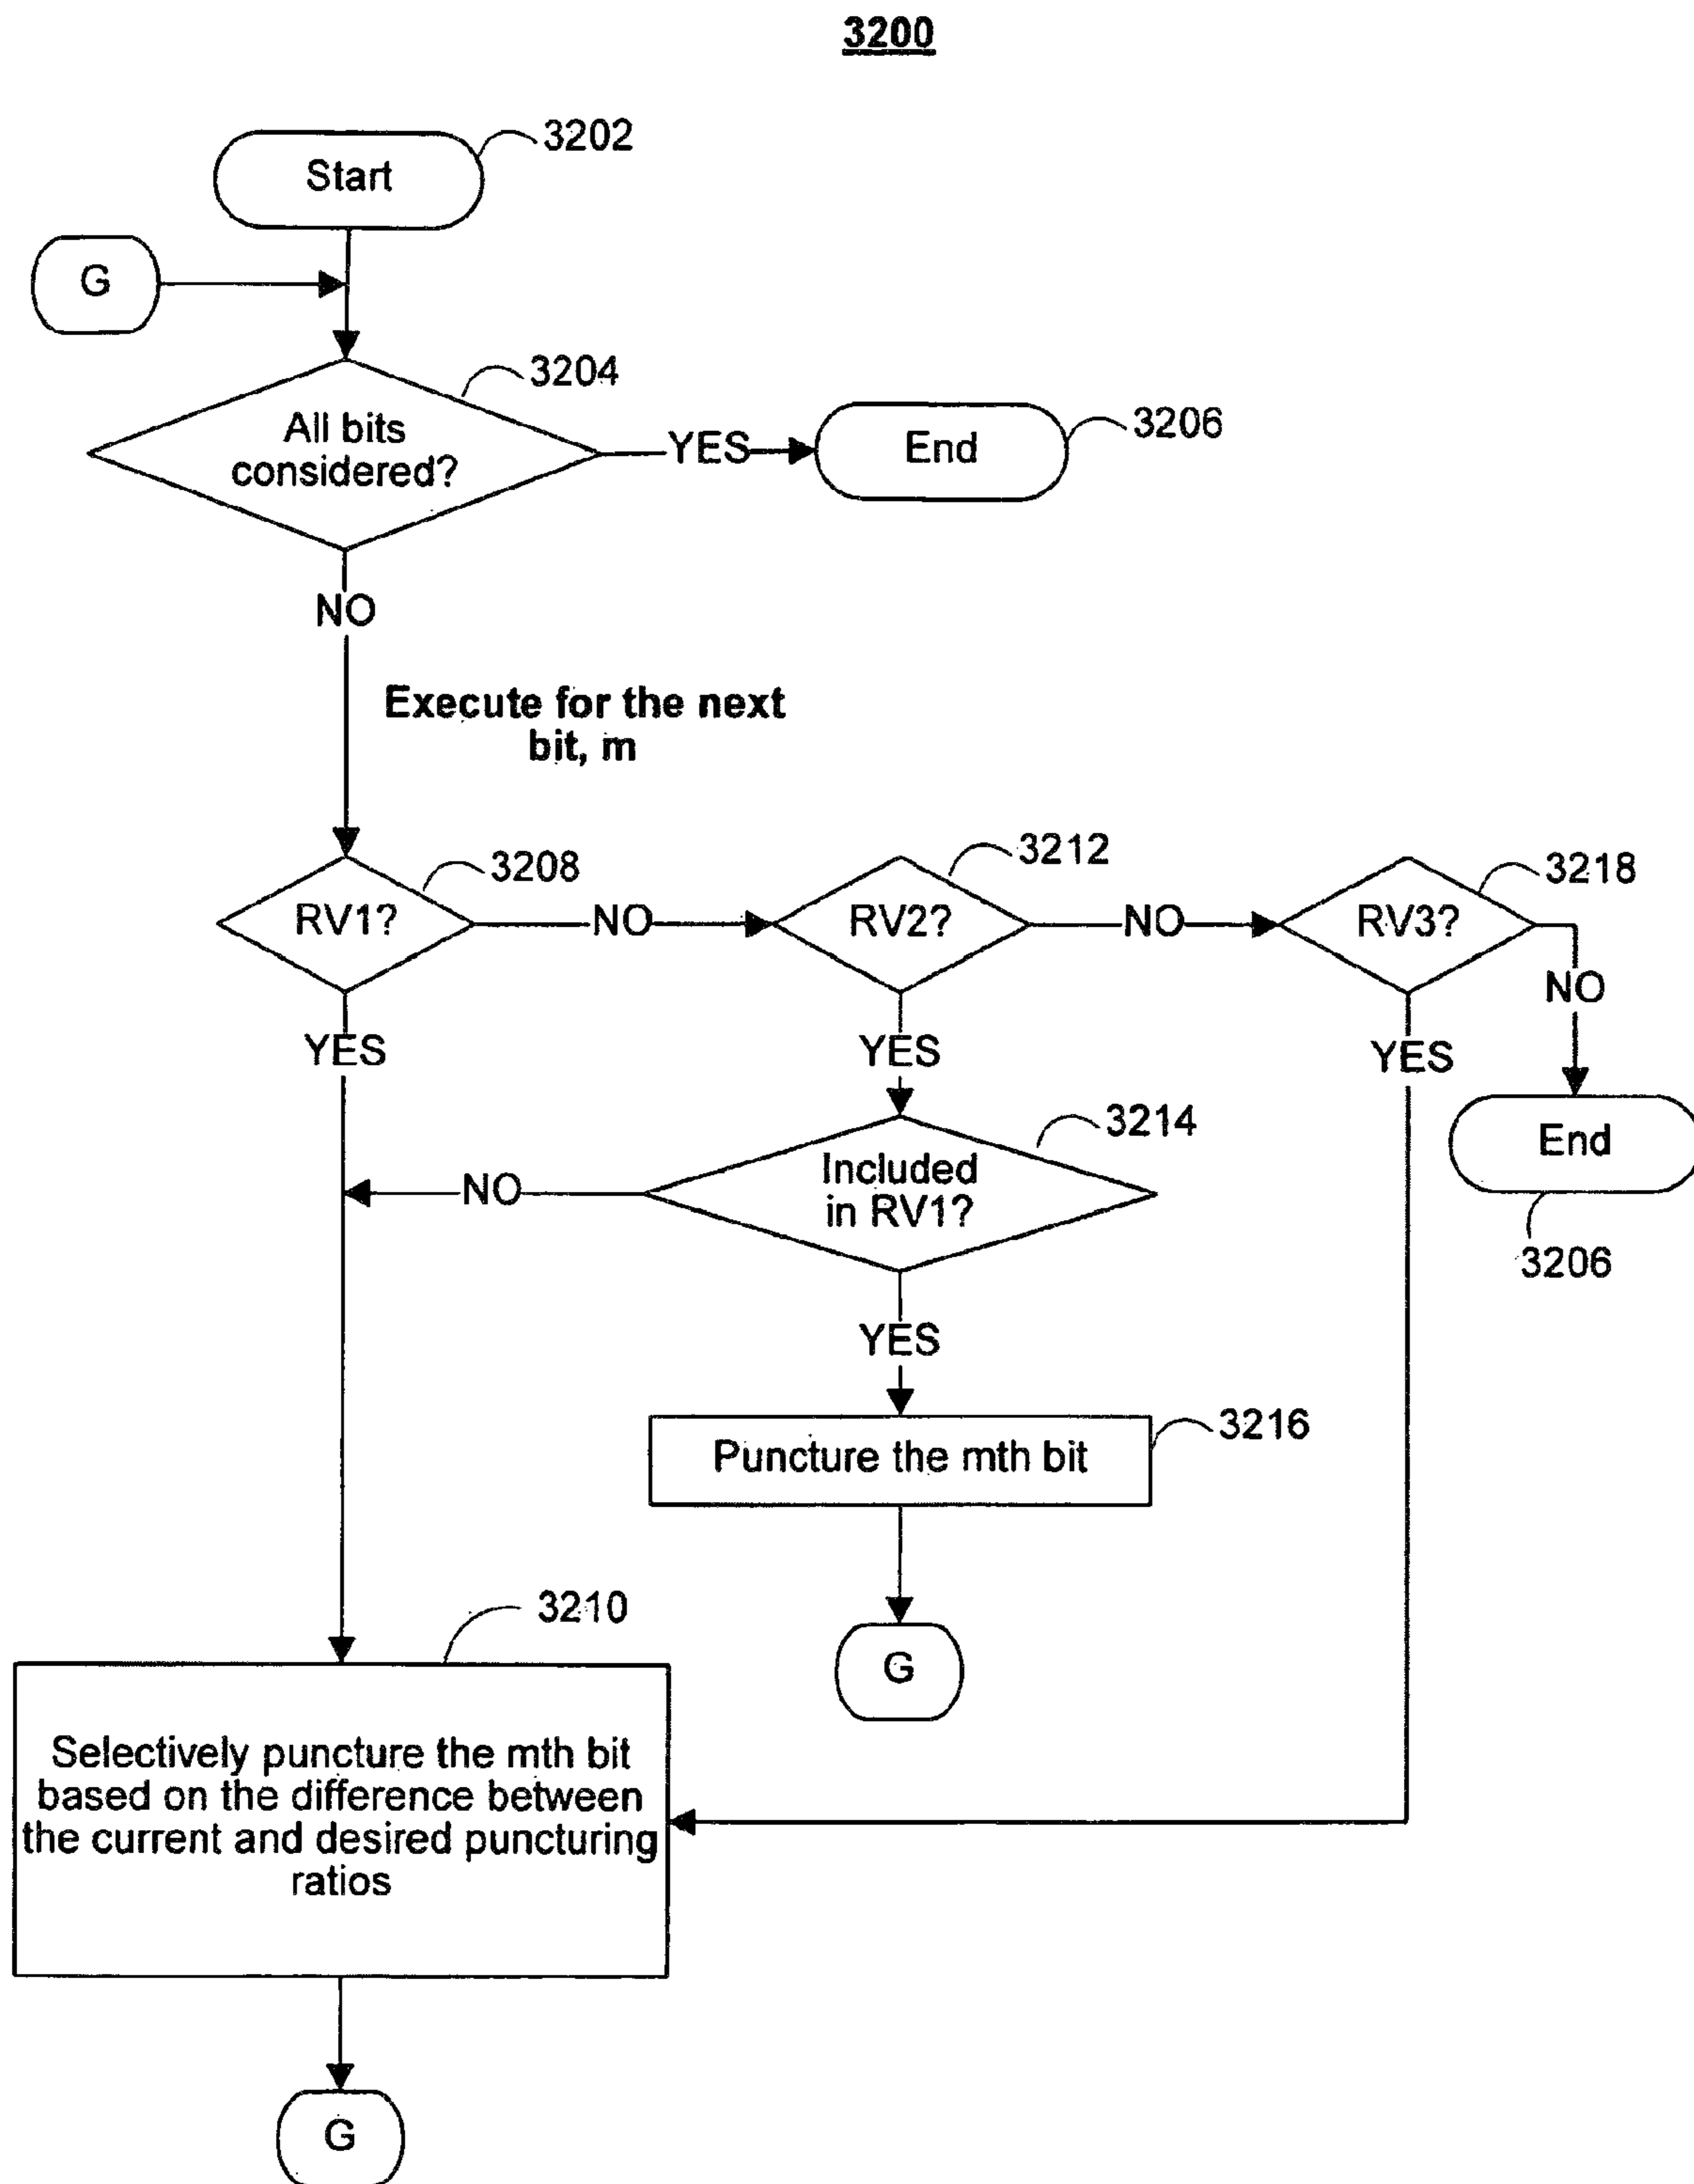 3200
3202
Start
G
3204
All bits
considered?
YES
End
3206
NO
Execute for the next
bit, m
3208
RV1?
NO
3212
RV2?
NO
3218
RV3?
NO
YES
YES
YES
End
3206
3214
Included
in RV1?
NO
YES
3216
Puncture the mth bit
G
3210
Selectively puncture the mth bit
based on the difference between
the current and desired puncturing
ratios
G